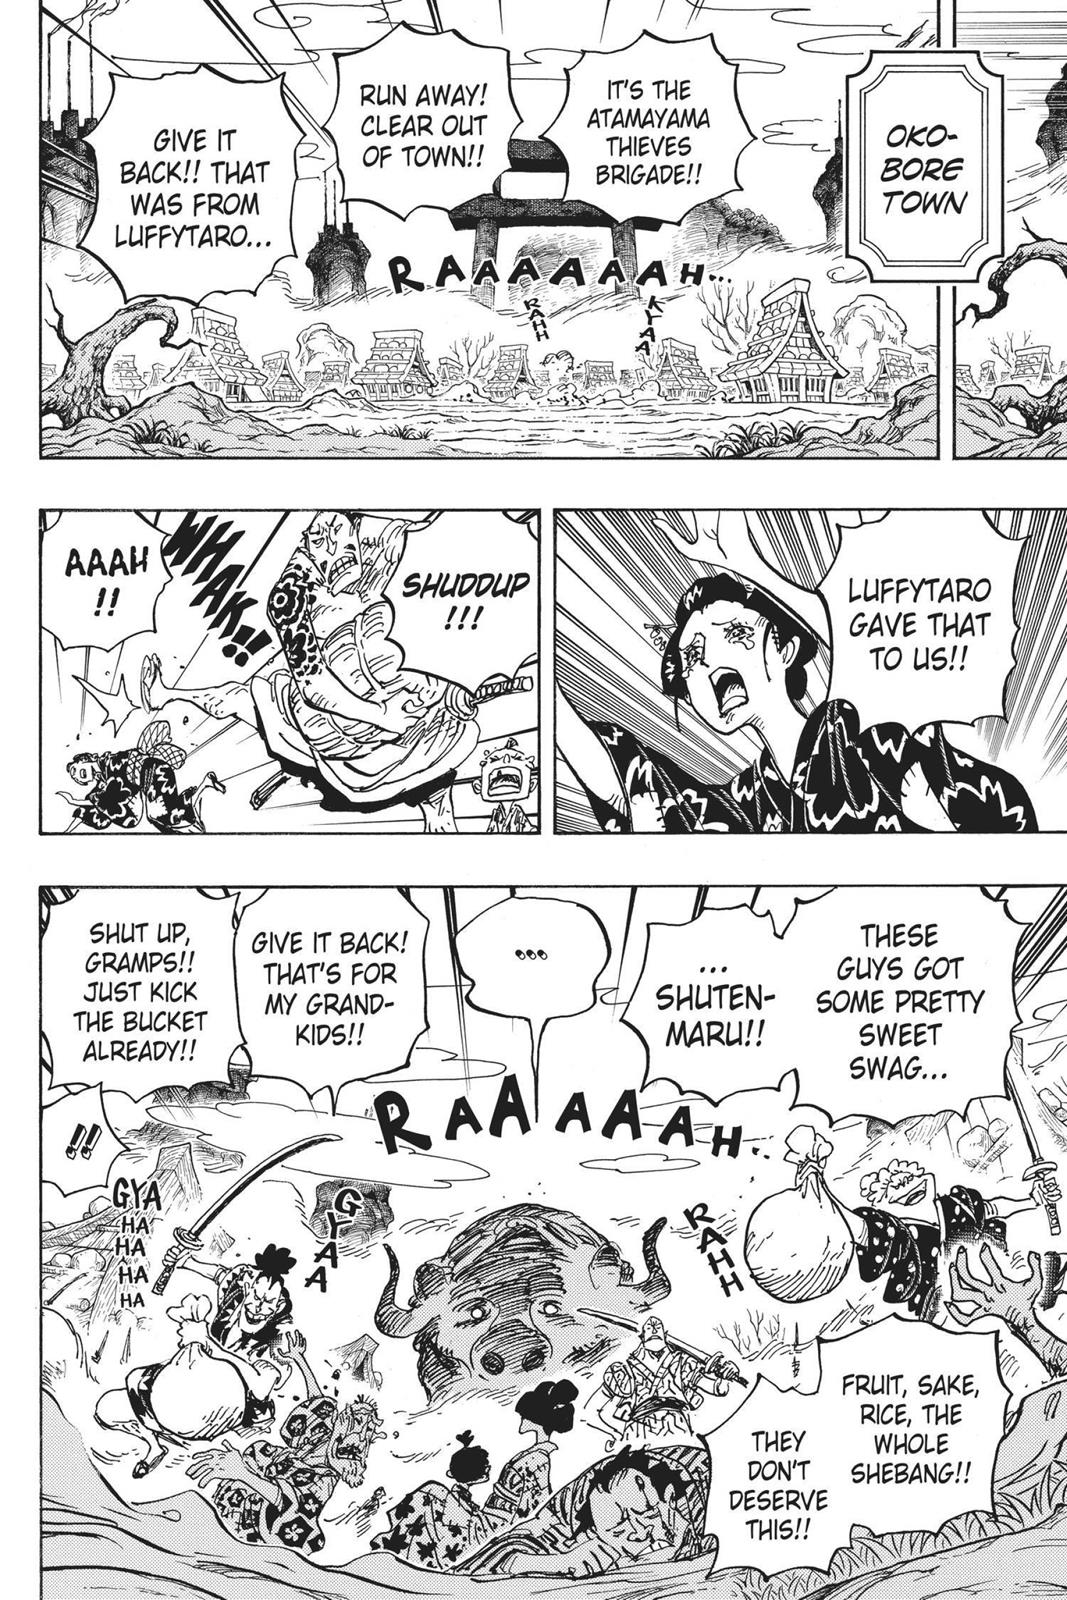 OKO-
BORE
TOWN
IT'S THE
ATAMAYAMA
THIEVES
BRIGADE!!
RUN AWAY!
CLEAR OUT
OF TOWN!!
GIVE IT
BACK!! THAT
WAS FROM
LUFFYTARO...
RAAAAAAAH...
RAHH
KYAA
LUFFYTARO
GAVE THAT
TO US!!
SHUDDUP
!!!
WHAK!!
AAAH
!!
THESE
GUYS GOT
SOME PRETTY
SWEET
SWAG...
...
SHUTEN-
MARU!!
...
GIVE IT BACK!
THAT'S FOR
MY GRAND-
KIDS!!
SHUT UP,
GRAMPS!!
JUST KICK
THE BUCKET
ALREADY!!
!!
RAAAAAAH...
GYA
HA
HA
HA
HA
GYAA
RAHH
FRUIT, SAKE,
RICE, THE
WHOLE
SHEBANG!!
THEY
DON'T
DESERVE
THIS!!